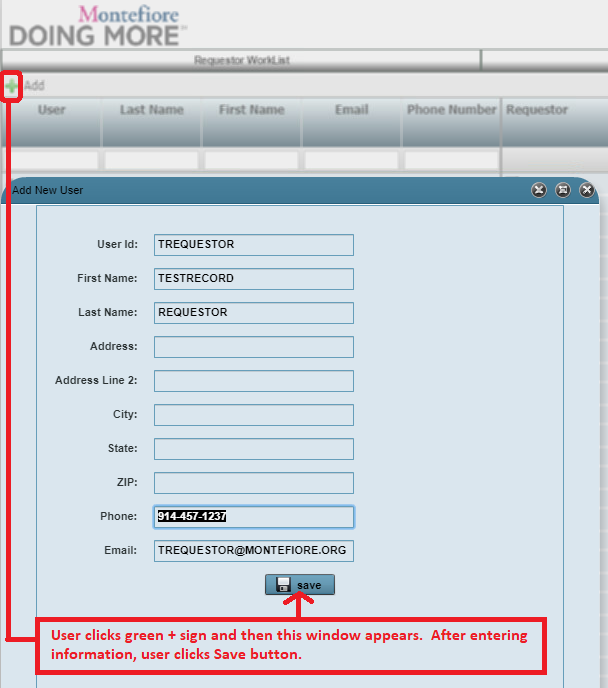 Montefiore
DOING MORE™
Requestor WorkList
Add
User Last Name First Name Email Phone Number Requestor
Add New User
User Id: TREQUESTOR
First Name: TESTRECORD
Last Name: REQUESTOR
Address:
Address Line 2:
City:
State:
ZIP:
Phone: 914-457-1237
Email: TREQUESTOR@MONTEFIORE.ORG
save
User clicks green + sign and then this window appears. After entering
information, user clicks Save button.